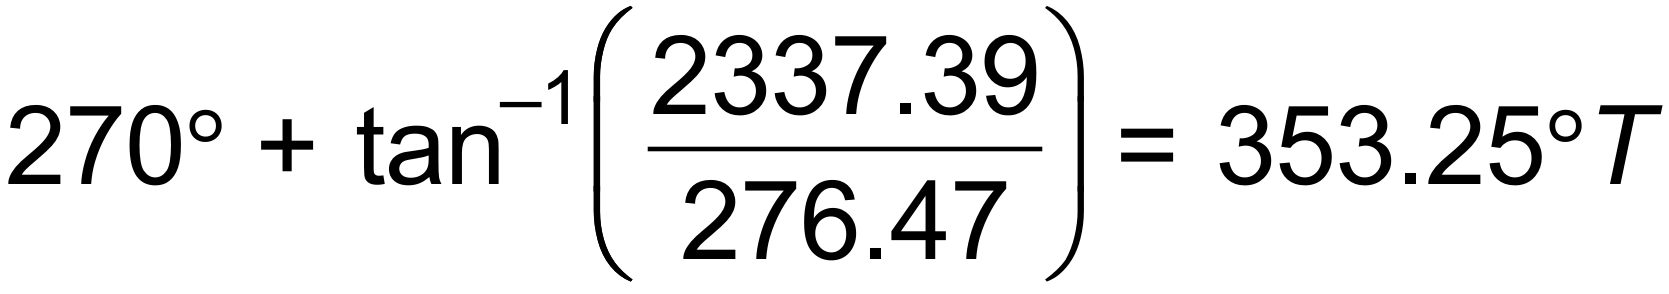 270° + tan⁻¹(2337.39/276.47) = 353.25°T